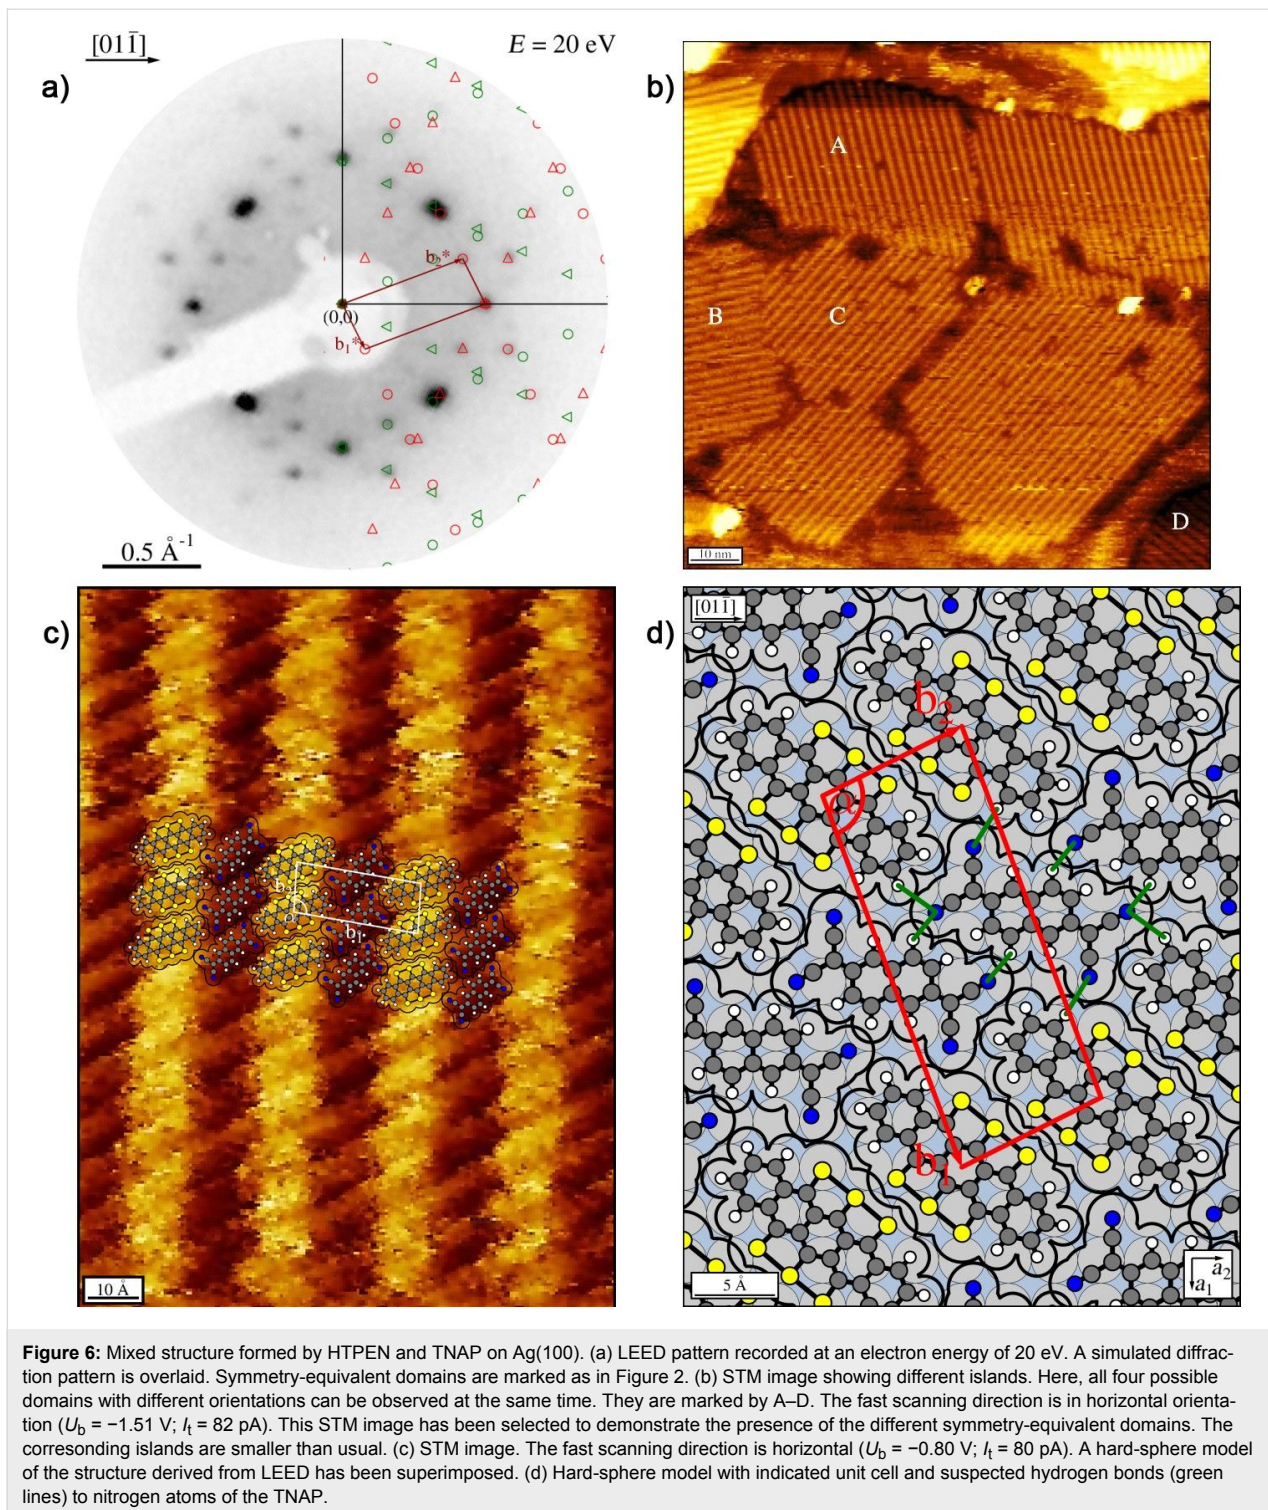 [011̄]
E = 20 eV
a)
b₂*
(0,0)
b₁*
0.5 Å⁻¹
b)
A
B
C
D
10 nm
c)
b₂
α
b₁
10 Å
d)
[011̄]
b₂
α
b₁
5 Å
a₂
a₁
Figure 6: Mixed structure formed by HTPEN and TNAP on Ag(100). (a) LEED pattern recorded at an electron energy of 20 eV. A simulated diffrac-
tion pattern is overlaid. Symmetry-equivalent domains are marked as in Figure 2. (b) STM image showing different islands. Here, all four possible
domains with different orientations can be observed at the same time. They are marked by A–D. The fast scanning direction is in horizontal orienta-
tion (U_b = −1.51 V; I_t = 82 pA). This STM image has been selected to demonstrate the presence of the different symmetry-equivalent domains. The
corresonding islands are smaller than usual. (c) STM image. The fast scanning direction is horizontal (U_b = −0.80 V; I_t = 80 pA). A hard-sphere model
of the structure derived from LEED has been superimposed. (d) Hard-sphere model with indicated unit cell and suspected hydrogen bonds (green
lines) to nitrogen atoms of the TNAP.